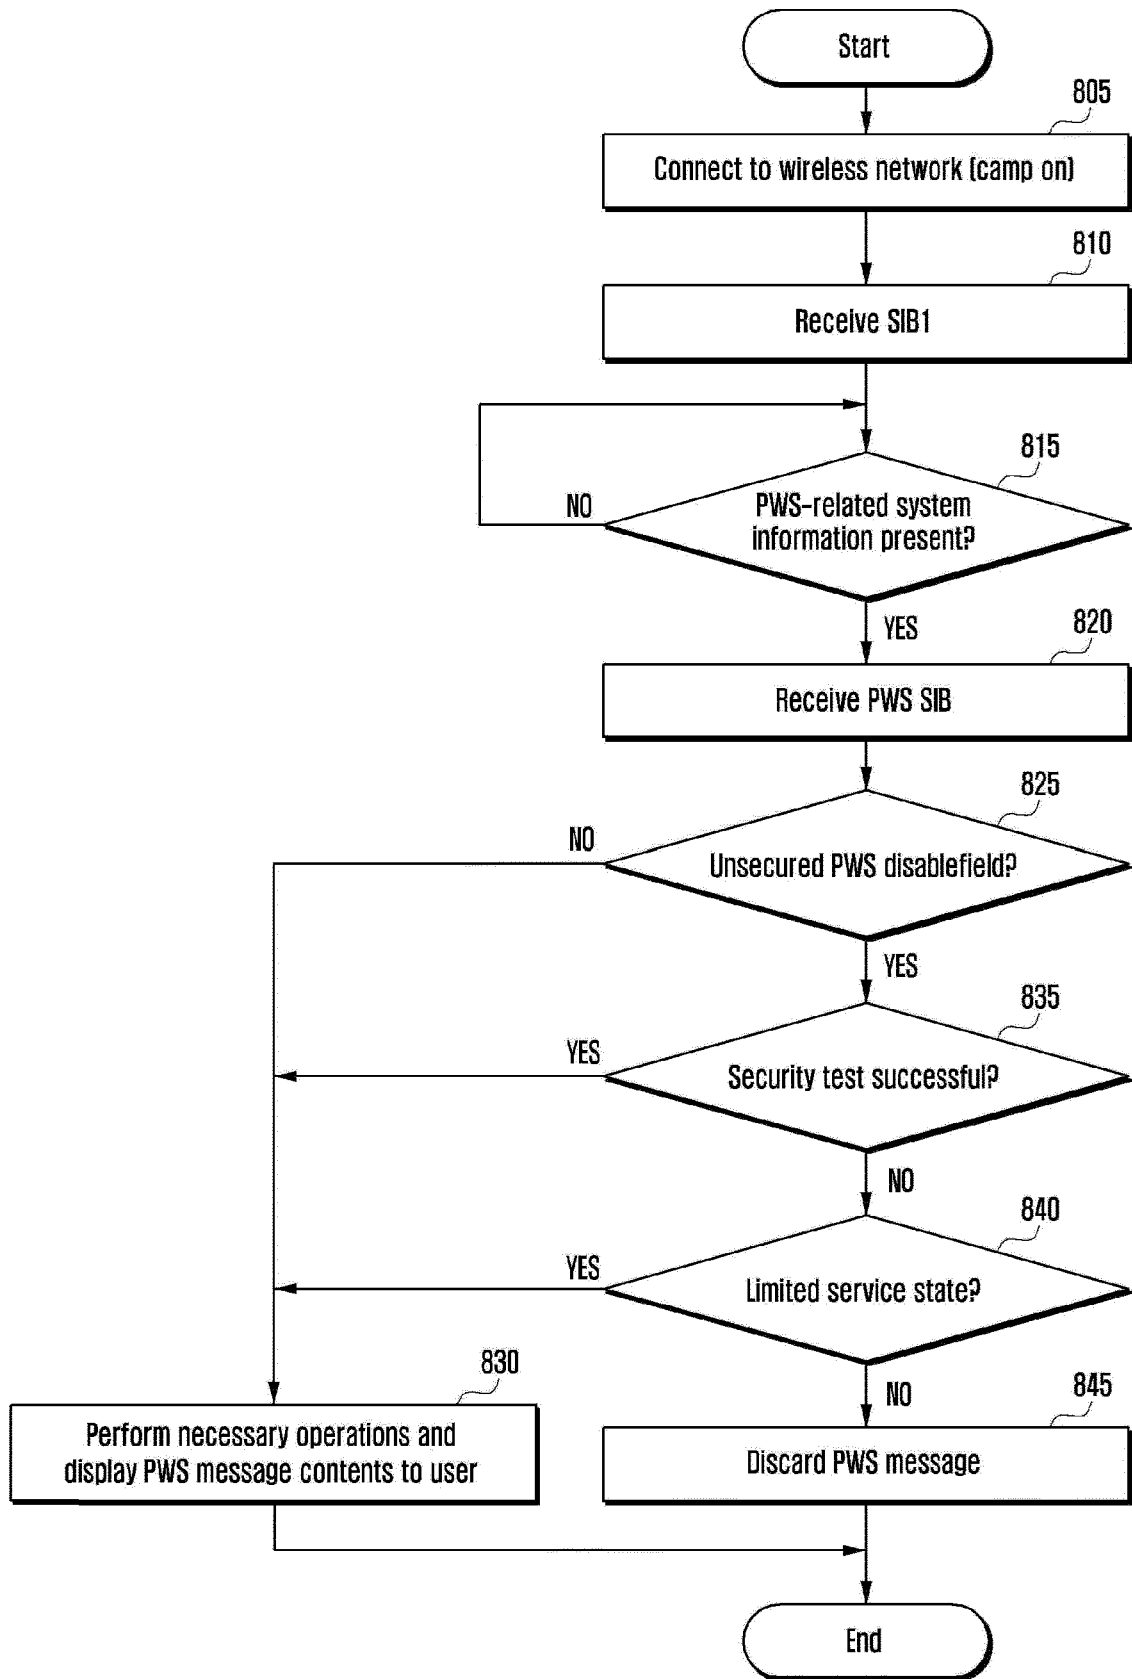 Start
805
Connect to wireless network (camp on)
810
Receive SIB1
815
PWS-related system
information present?
NO
YES
820
Receive PWS SIB
825
NO
Unsecured PWS disablefield?
YES
835
YES
Security test successful?
NO
840
YES
Limited service state?
830
NO
845
Perform necessary operations and
display PWS message contents to user
Discard PWS message
End